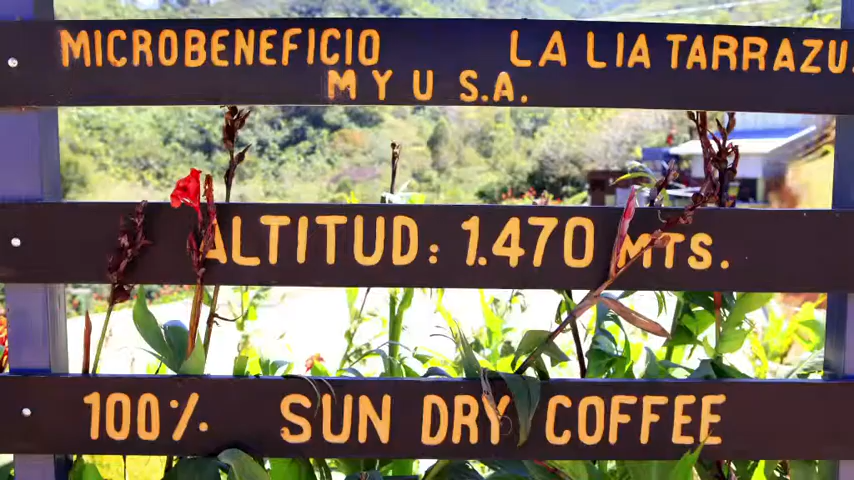 MICROBENEFICIO LA LIA TARRAZU.
M Y U S.A.
ALTITUD: 1.470 MTS.
100% SUN DRY COFFEE